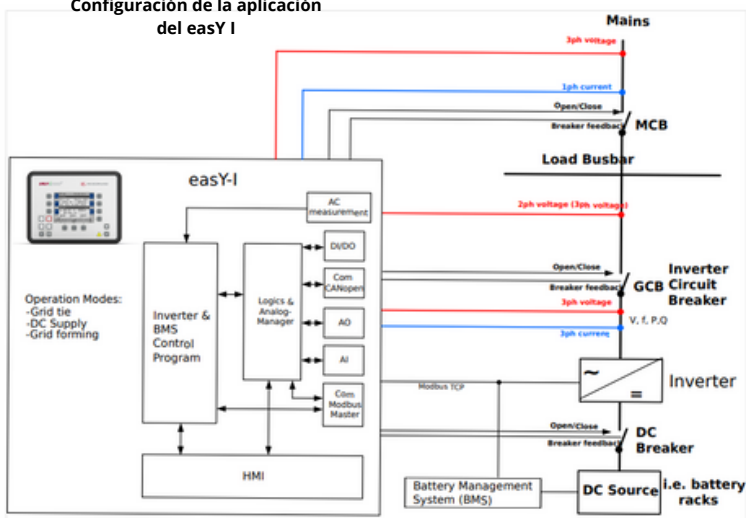 Configuración de la aplicación
del easY I
Mains
3ph voltage
1ph current
Open/Close
Breaker feedback
MCB
Load Busbar
easY-I
AC
measurement
2ph voltage (3ph voltage)
DI/DO
Open/Close
Breaker feedback
GCB
Inverter
Circuit
Breaker
Com
CANopen
Operation Modes:
-Grid tie
-DC Supply
-Grid forming
Inverter &
BMS
Control
Program
Logics &
Analog-
Manager
AO
3ph voltage
V, f, P,Q
3ph current
AI
Com
Modbus
Master
Modbus TCP
~
=
Inverter
Open/Close
Breaker feedback
DC
Breaker
HMI
Battery Management
System (BMS)
DC Source
i.e. battery
racks